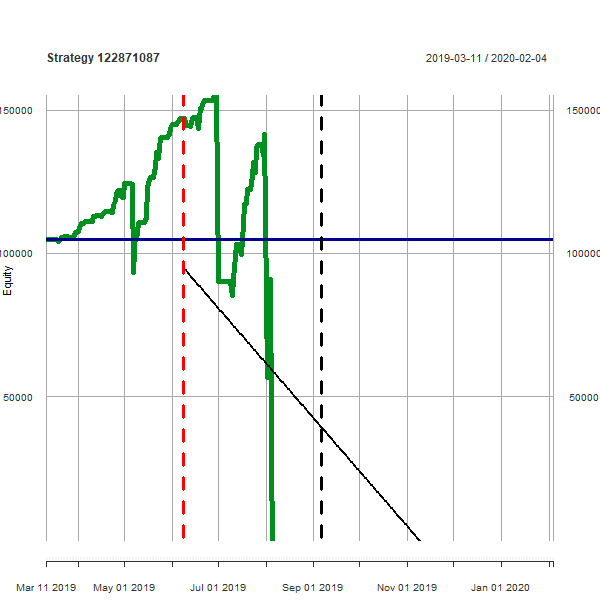 Strategy 122871087
2019-03-11 / 2020-02-04
150000
150000
100000
100000
Equity
50000
50000
Mar 11 2019
May 01 2019
Jul 01 2019
Sep 01 2019
Nov 01 2019
Jan 01 2020